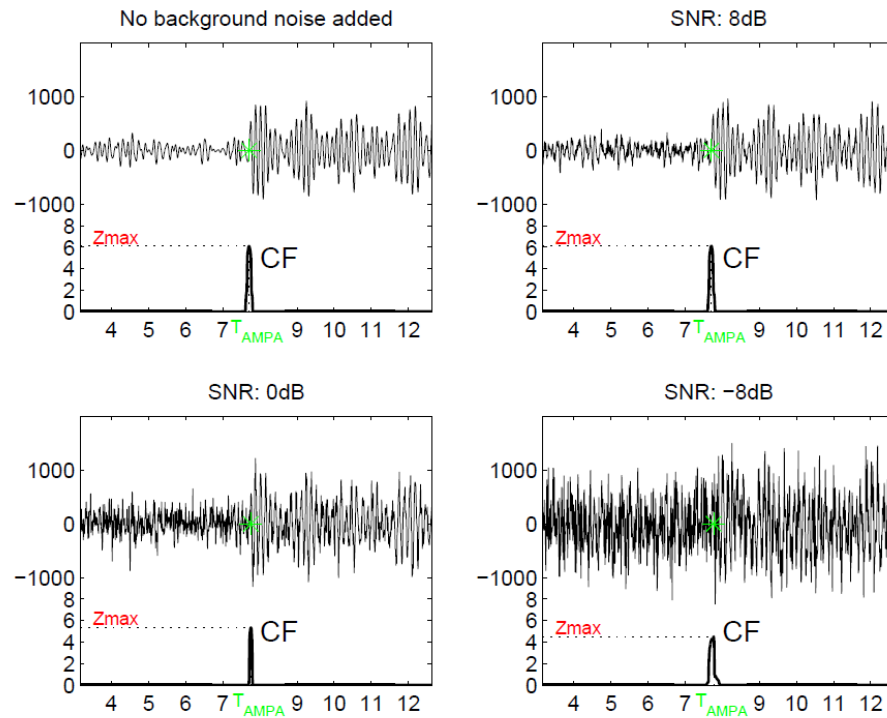 No background noise added
1000
0
−1000
8
6
4
2
0
Zmax
CF
4 5 6 7 T_AMPA 9 10 11 12
SNR: 8dB
1000
0
−1000
8
6
4
2
0
Zmax
CF
4 5 6 7 T_AMPA 9 10 11 12
SNR: 0dB
1000
0
−1000
8
6
4
2
0
Zmax
CF
4 5 6 7 T_AMPA 9 10 11 12
SNR: −8dB
1000
0
−1000
8
6
4
2
0
Zmax
CF
4 5 6 7 T_AMPA 9 10 11 12